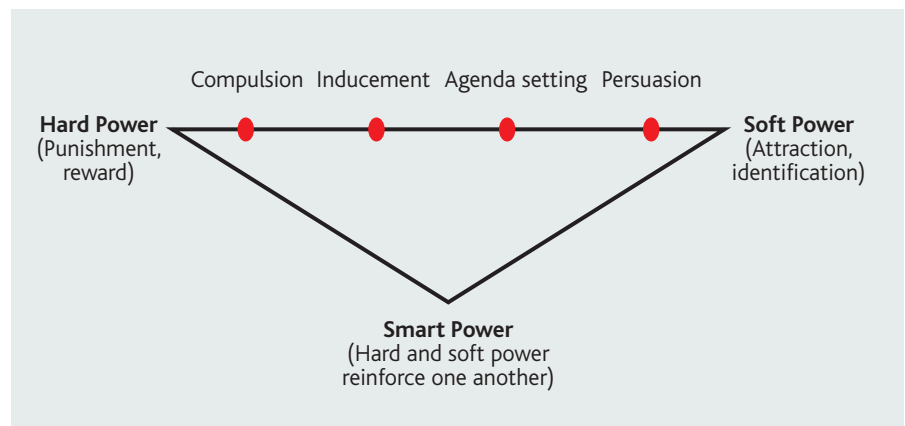 Compulsion Inducement Agenda setting Persuasion
Hard Power
(Punishment,
reward)
Soft Power
(Attraction,
identification)
Smart Power
(Hard and soft power
reinforce one another)